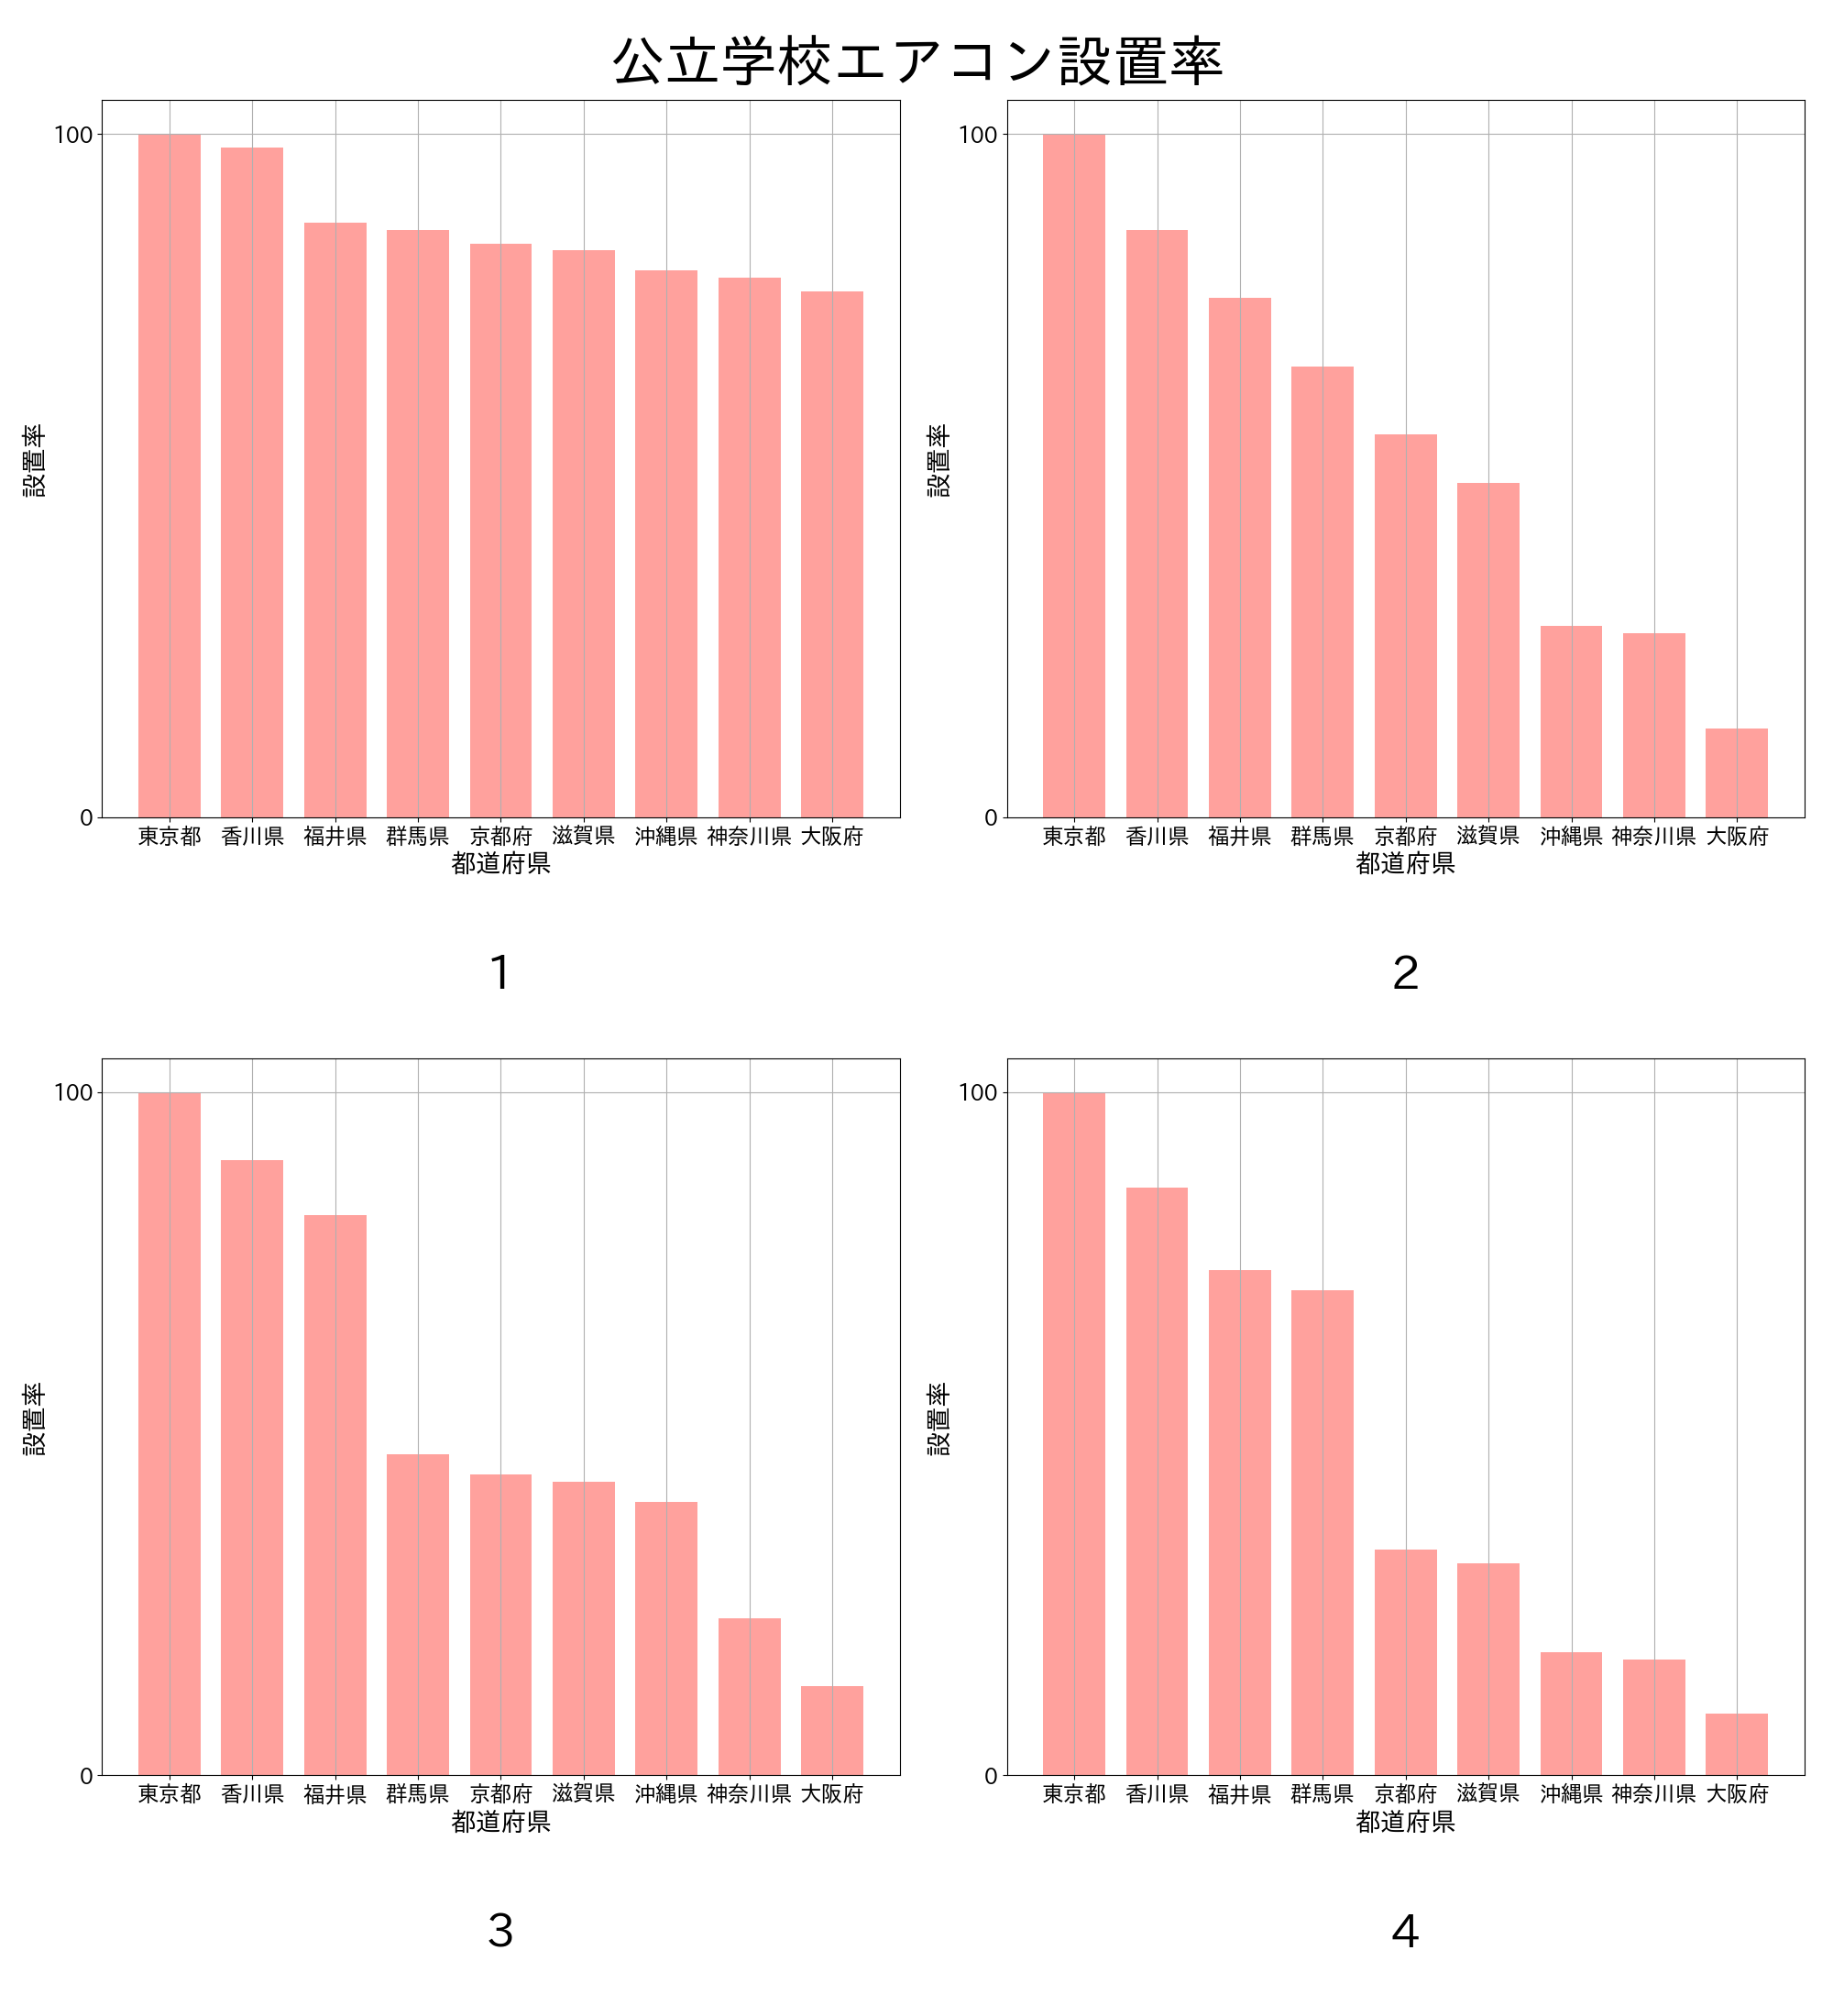 公立学校エアコン設置率
100
0
設置率
東京都 香川県 福井県 群馬県 京都府 滋賀県 沖縄県 神奈川県 大阪府
都道府県
1
100
0
設置率
東京都 香川県 福井県 群馬県 京都府 滋賀県 沖縄県 神奈川県 大阪府
都道府県
2
100
0
設置率
東京都 香川県 福井県 群馬県 京都府 滋賀県 沖縄県 神奈川県 大阪府
都道府県
3
100
0
設置率
東京都 香川県 福井県 群馬県 京都府 滋賀県 沖縄県 神奈川県 大阪府
都道府県
4